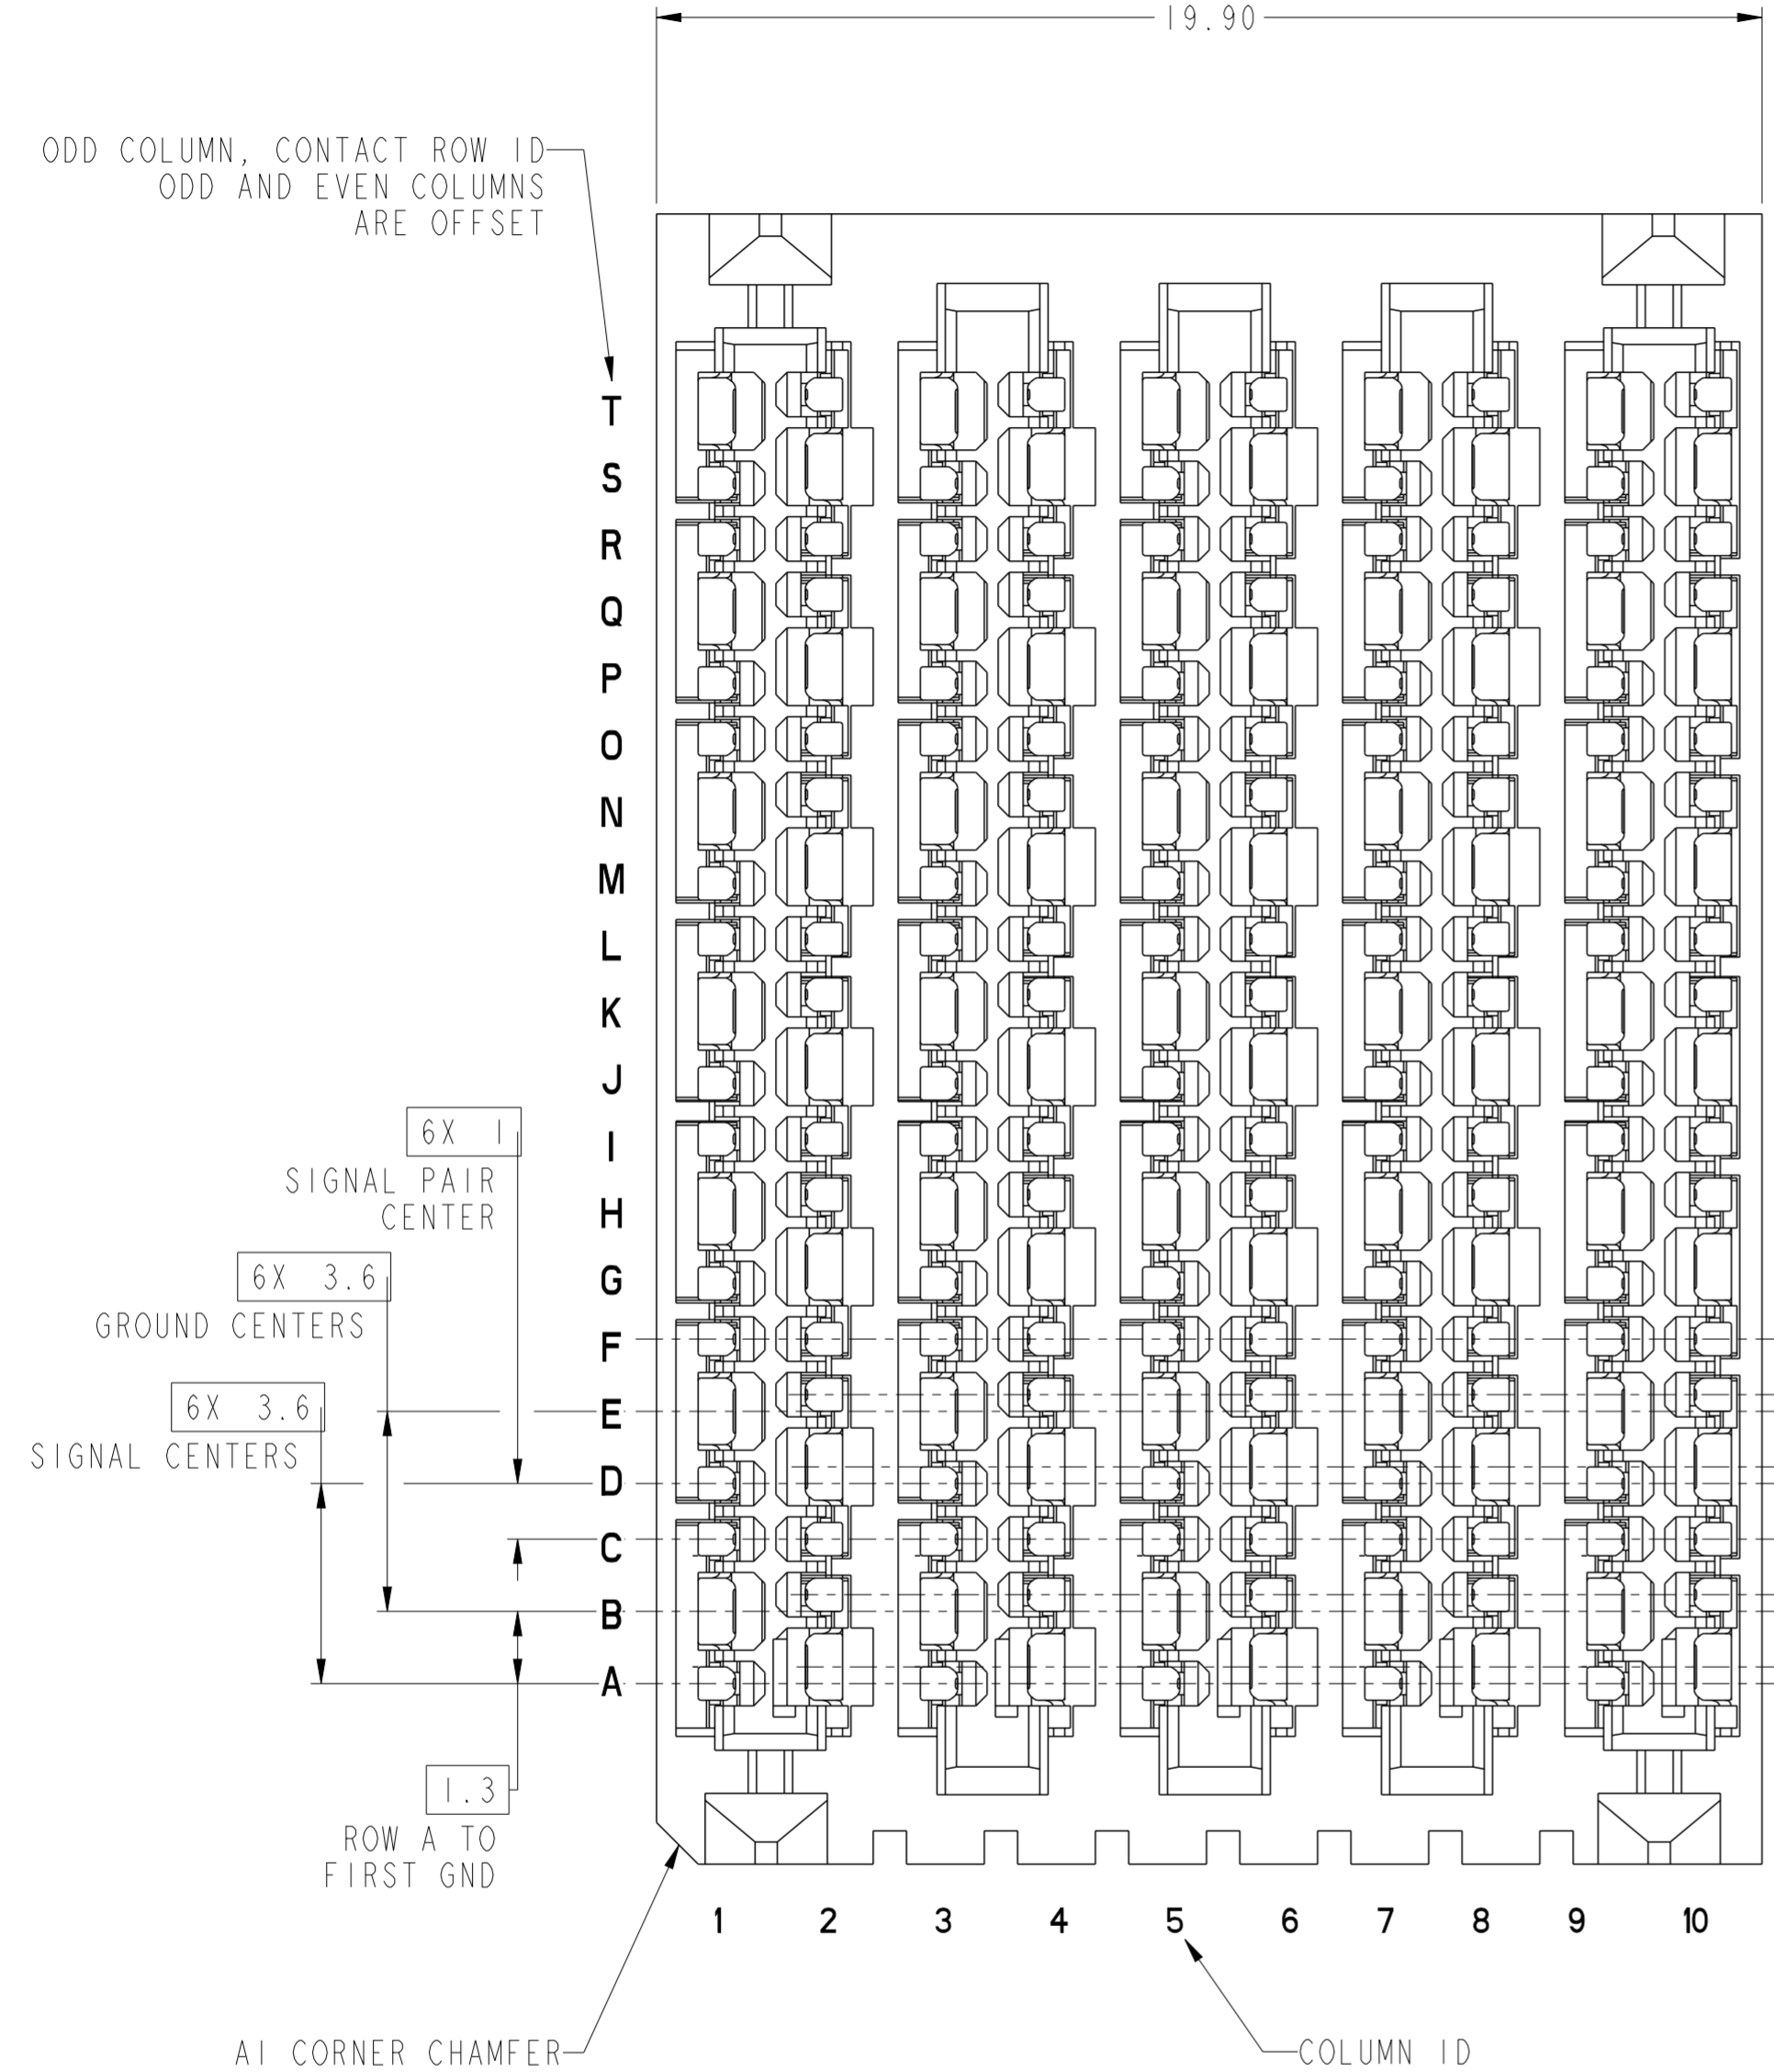 19.90
ODD COLUMN, CONTACT ROW ID
ODD AND EVEN COLUMNS
ARE OFFSET
T
S
R
Q
P
O
N
M
L
K
J
I
H
G
F
E
D
C
B
A
6X 1
SIGNAL PAIR
CENTER
6X 3.6
GROUND CENTERS
6X 3.6
SIGNAL CENTERS
1.3
ROW A TO
FIRST GND
1 2 3 4 5 6 7 8 9 10
A1 CORNER CHAMFER
COLUMN ID